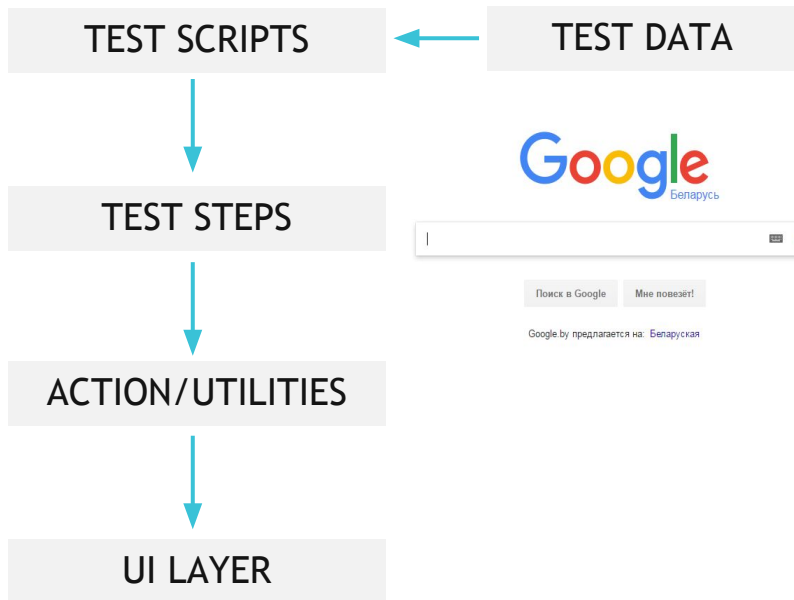 TEST SCRIPTS
TEST DATA
Google
Беларусь
TEST STEPS
Поиск в Google
Мне повезёт!
Google.by предлагается на: Беларуская
ACTION/UTILITIES
UI LAYER